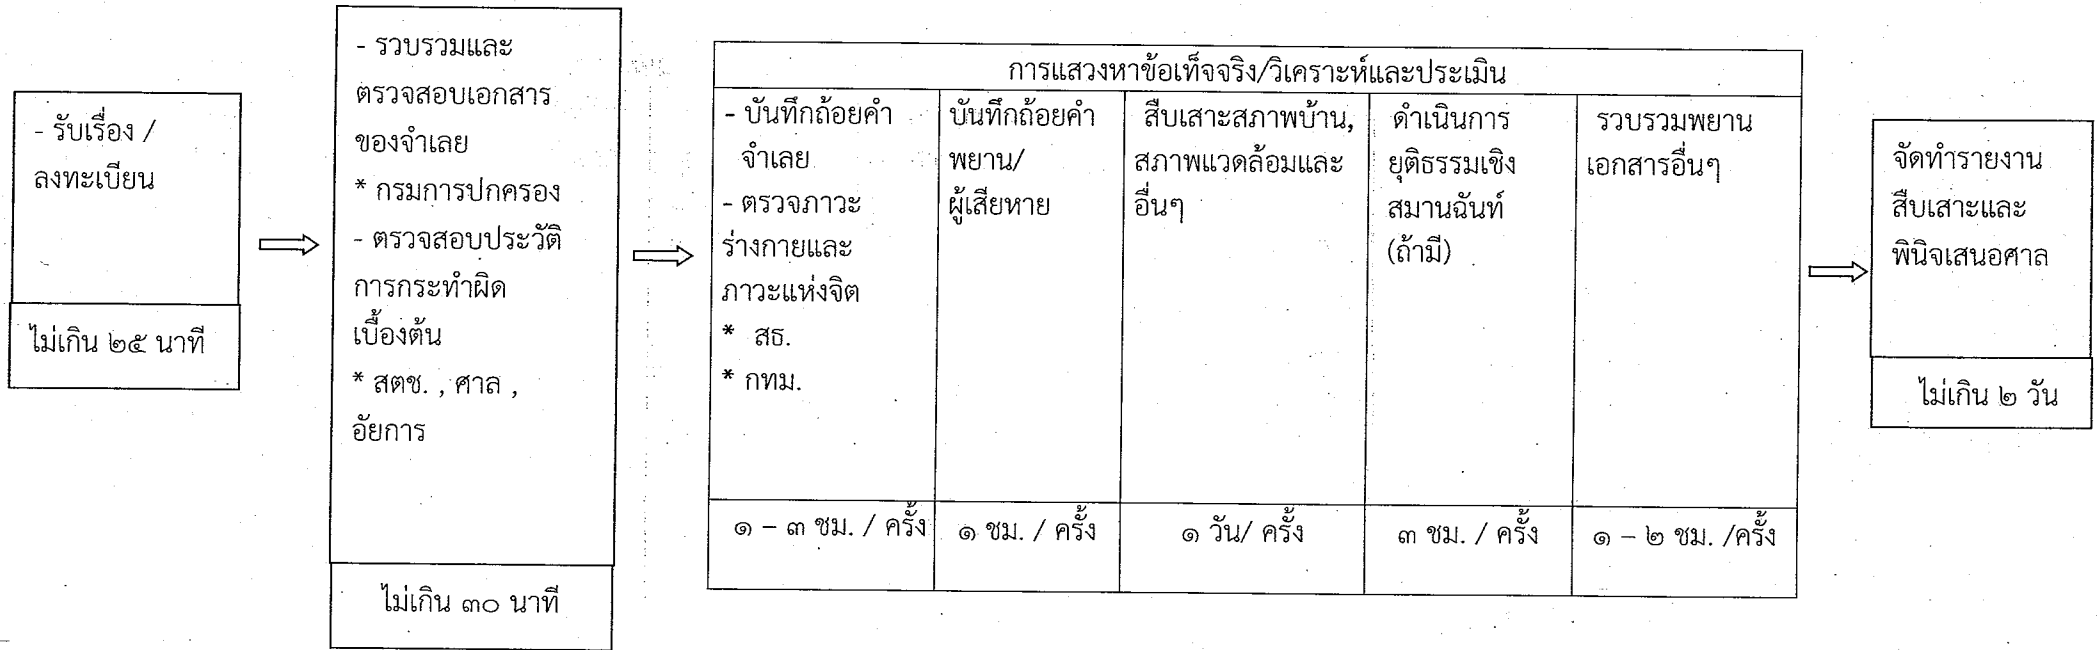 - รับเรื่อง /
ลงทะเบียน
ไม่เกิน ๒๕ นาที
- รวบรวมและ
ตรวจสอบเอกสาร
ของจำเลย
* กรมการปกครอง
- ตรวจสอบประวัติ
การกระทำผิด
เบื้องต้น
* สตช. , ศาล ,
อัยการ
ไม่เกิน ๓๐ นาที
การแสวงหาข้อเท็จจริง/วิเคราะห์และประเมิน
- บันทึกถ้อยคำ
จำเลย
- ตรวจภาวะ
ร่างกายและ
ภาวะแห่งจิต
* สธ.
* กทม.
๑ – ๓ ชม. / ครั้ง
บันทึกถ้อยคำ
พยาน/
ผู้เสียหาย
๑ ชม. / ครั้ง
สืบเสาะสภาพบ้าน,
สภาพแวดล้อมและ
อื่นๆ
๑ วัน/ ครั้ง
ดำเนินการ
ยุติธรรมเชิง
สมานฉันท์
(ถ้ามี)
๓ ชม. / ครั้ง
รวบรวมพยาน
เอกสารอื่นๆ
๑ – ๒ ชม. /ครั้ง
จัดทำรายงาน
สืบเสาะและ
พินิจเสนอศาล
ไม่เกิน ๒ วัน